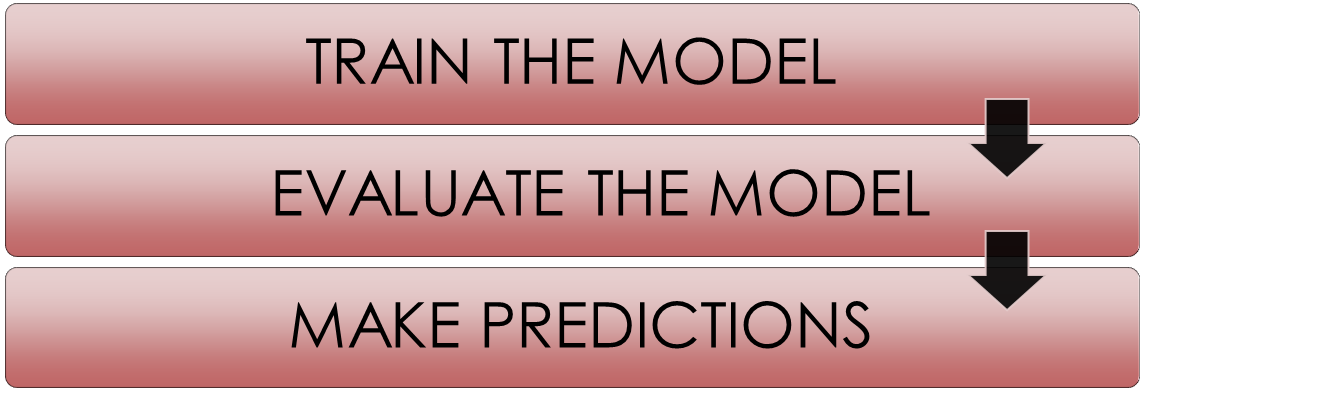 TRAIN THE MODEL
EVALUATE THE MODEL
MAKE PREDICTIONS